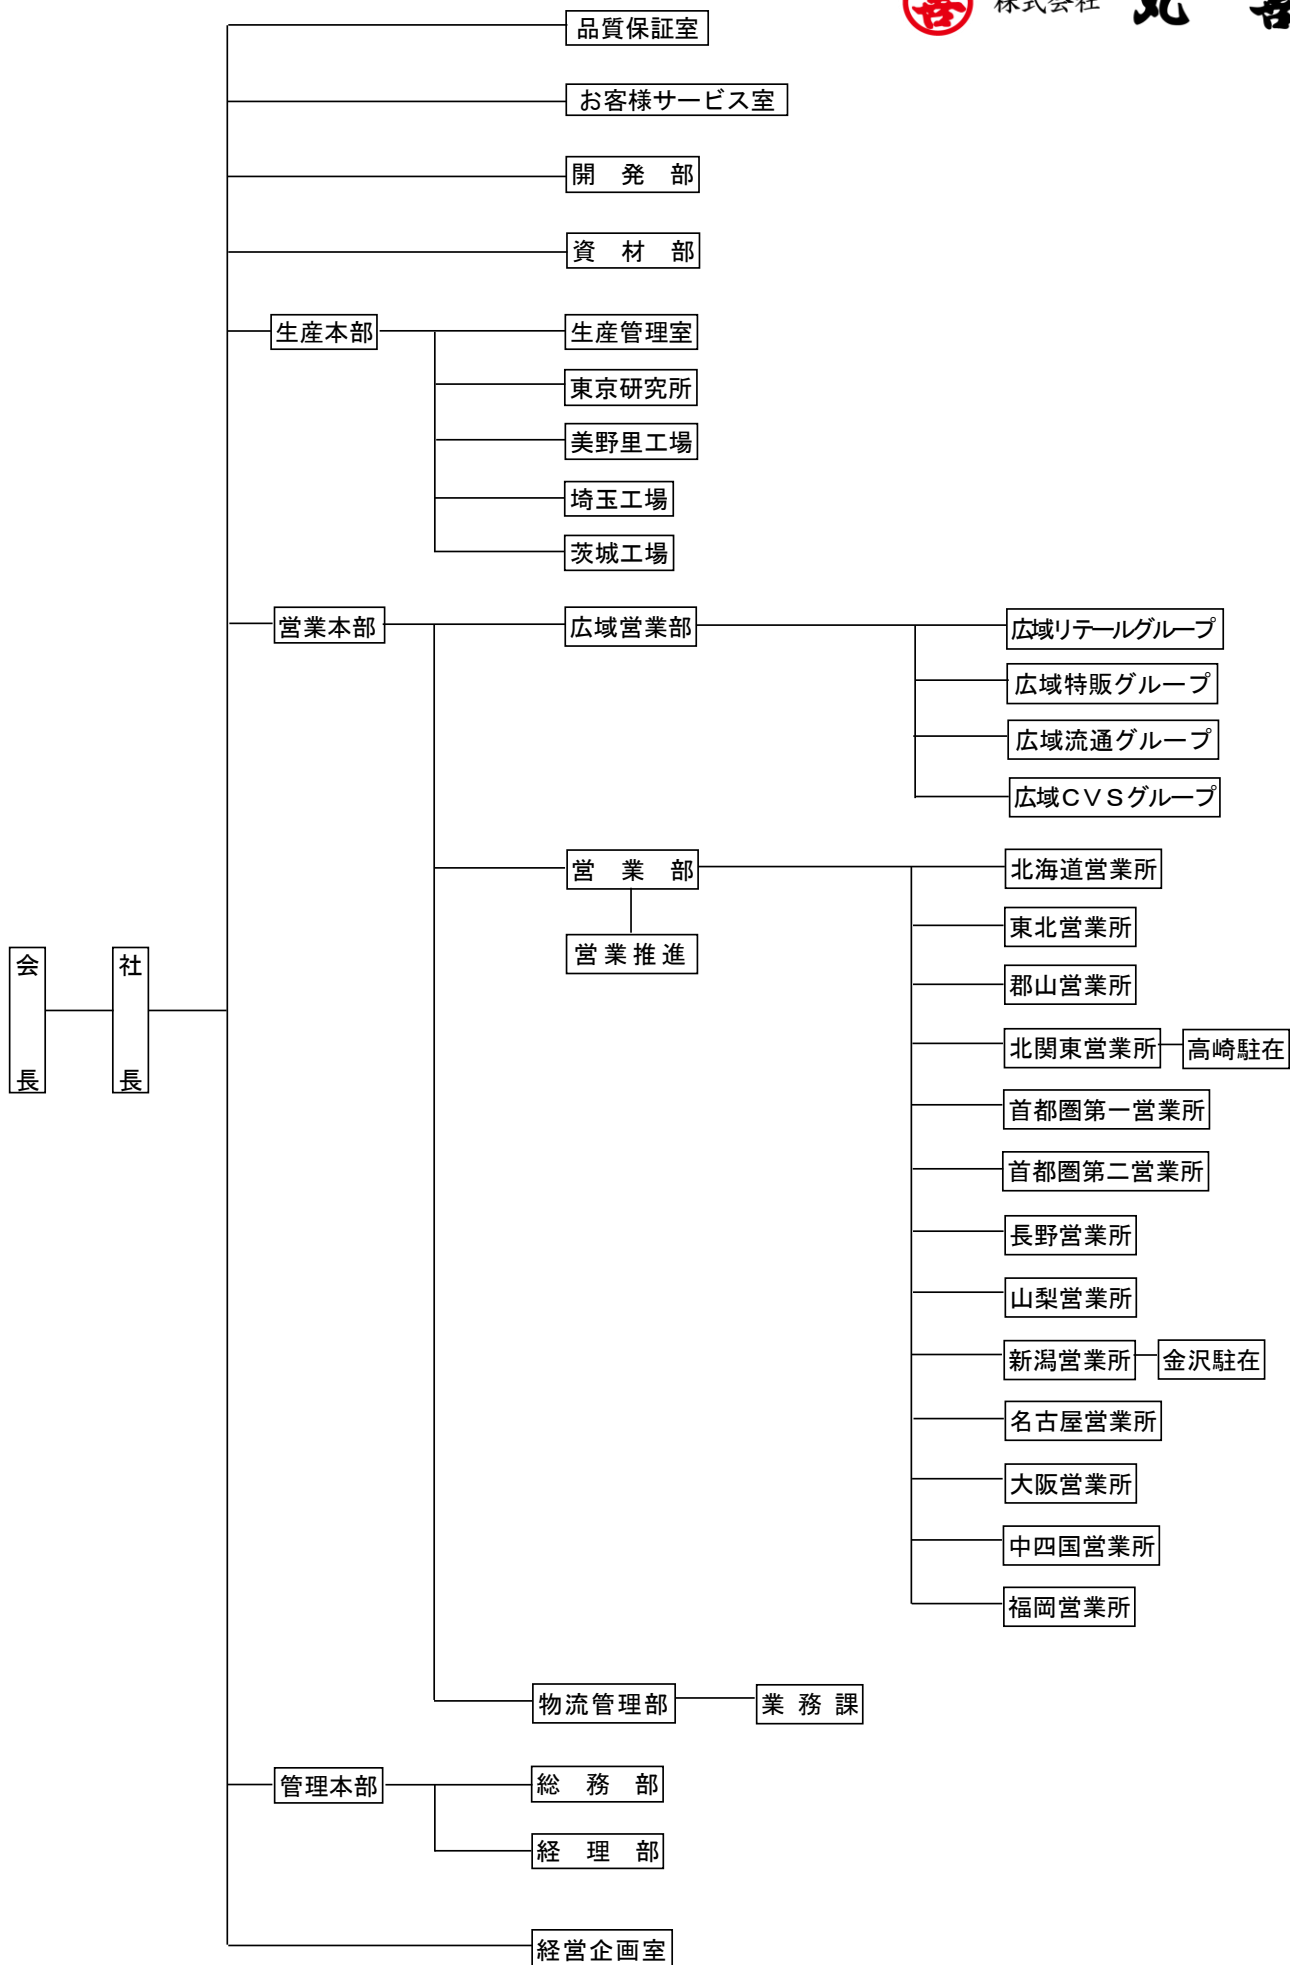 株式会社 丸 喜
品質保証室
お客様サービス室
開 発 部
資 材 部
生産本部
生産管理室
東京研究所
美野里工場
埼玉工場
茨城工場
営業本部
広域営業部
広域リテールグループ
広域特販グループ
広域流通グループ
広域CVSグループ
営 業 部
営業推進
北海道営業所
東北営業所
郡山営業所
北関東営業所
高崎駐在
首都圏第一営業所
首都圏第二営業所
長野営業所
山梨営業所
新潟営業所
金沢駐在
名古屋営業所
大阪営業所
中四国営業所
福岡営業所
会長
社長
物流管理部
業務課
管理本部
総 務 部
経 理 部
経営企画室